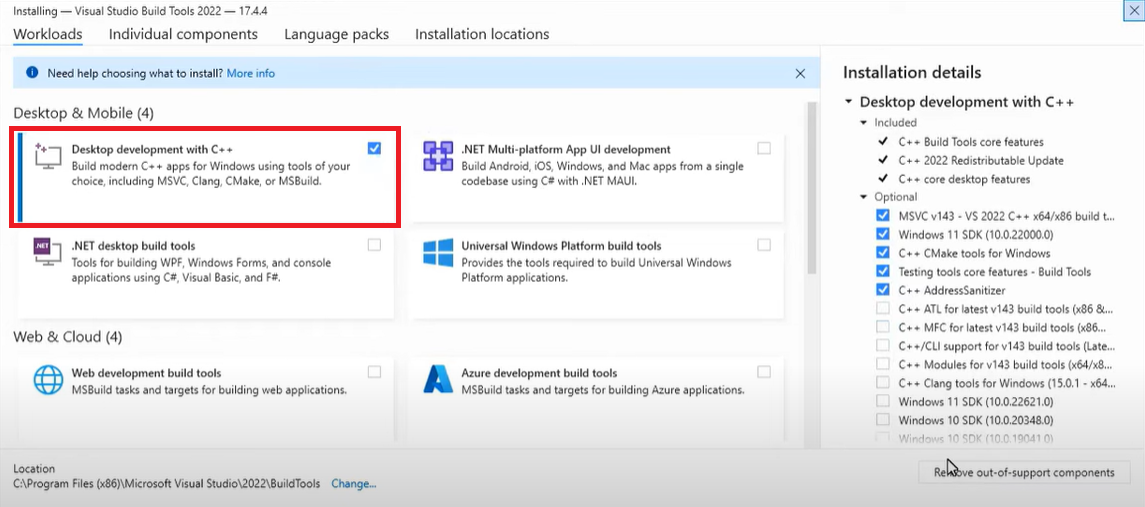 Installing — Visual Studio Build Tools 2022 — 17.4.4
Workloads
Individual components
Language packs
Installation locations
Need help choosing what to install? More info
Desktop & Mobile (4)
Desktop development with C++
Build modern C++ apps for Windows using tools of your
choice, including MSVC, Clang, CMake, or MSBuild.
.NET Multi-platform App UI development
Build Android, iOS, Windows, and Mac apps from a single
codebase using C# with .NET MAUI.
NET
.NET desktop build tools
Tools for building WPF, Windows Forms, and console
applications using C#, Visual Basic, and F#.
Universal Windows Platform build tools
Provides the tools required to build Universal Windows
Platform applications.
Web & Cloud (4)
Web development build tools
MSBuild tasks and targets for building web applications.
Azure development build tools
MSBuild tasks and targets for building Azure applications.
Location
C:\Program Files (x86)\Microsoft Visual Studio\2022\BuildTools Change...
Installation details
Desktop development with C++
Included
C++ Build Tools core features
C++ 2022 Redistributable Update
C++ core desktop features
Optional
MSVC v143 - VS 2022 C++ x64/x86 build t...
Windows 11 SDK (10.0.22000.0)
C++ CMake tools for Windows
Testing tools core features - Build Tools
C++ AddressSanitizer
C++ ATL for latest v143 build tools (x86 &...
C++ MFC for latest v143 build tools (x86...
C++/CLI support for v143 build tools (Late...
C++ Modules for v143 build tools (x64/x8...
C++ Clang tools for Windows (15.0.1 - x64...
Windows 11 SDK (10.0.22621.0)
Windows 10 SDK (10.0.20348.0)
Windows 10 SDK (10.0.19041.0)
Remove out-of-support components